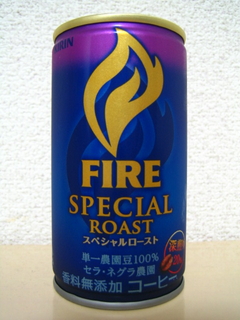 KIRIN
FIRE
SPECIAL
ROAST
スペシャルロースト
単一農園豆100%
セラ・ネグラ農園
香料無添加 コーヒー